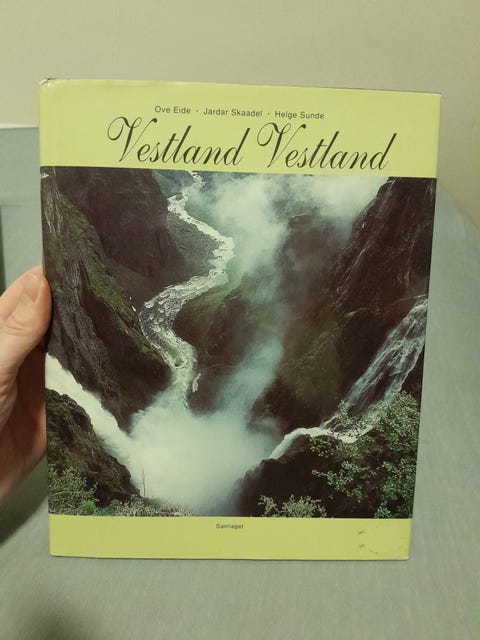 Ove Eide · Jardar Skaadel · Helge Sunde
Vestland Vestland
Samlaget